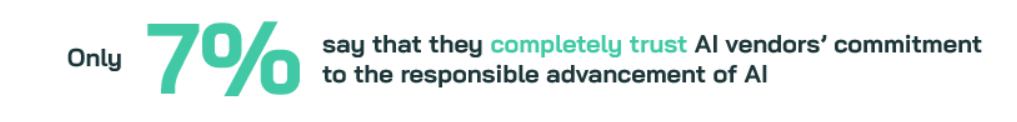 Only 7% say that they completely trust AI vendors’ commitment
to the responsible advancement of AI